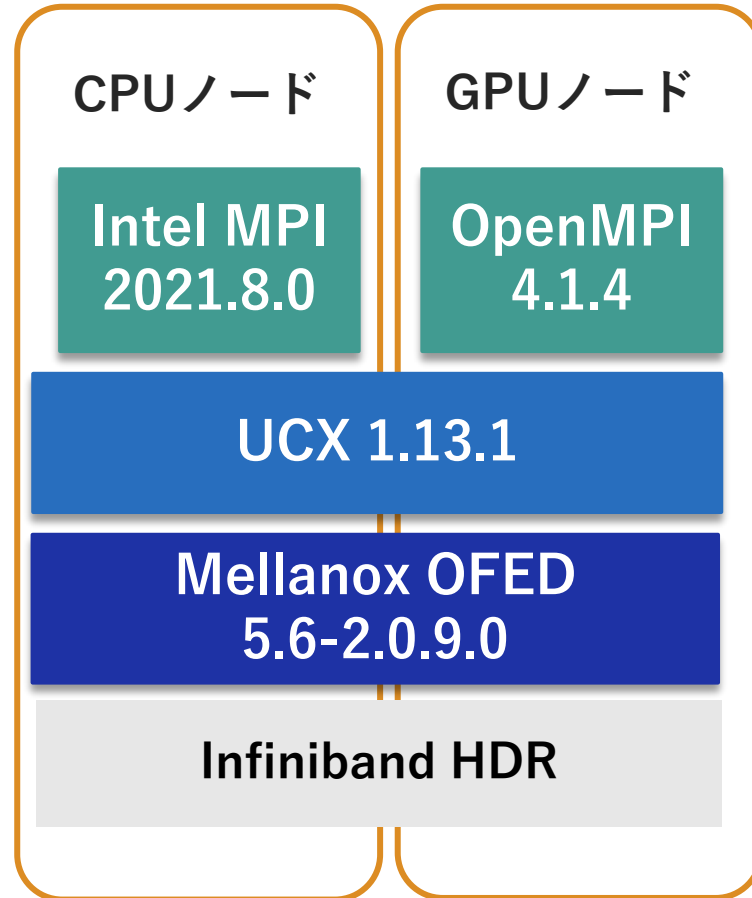 CPUノード
GPUノード
Intel MPI
2021.8.0
OpenMPI
4.1.4
UCX 1.13.1
Mellanox OFED
5.6-2.0.9.0
Infiniband HDR